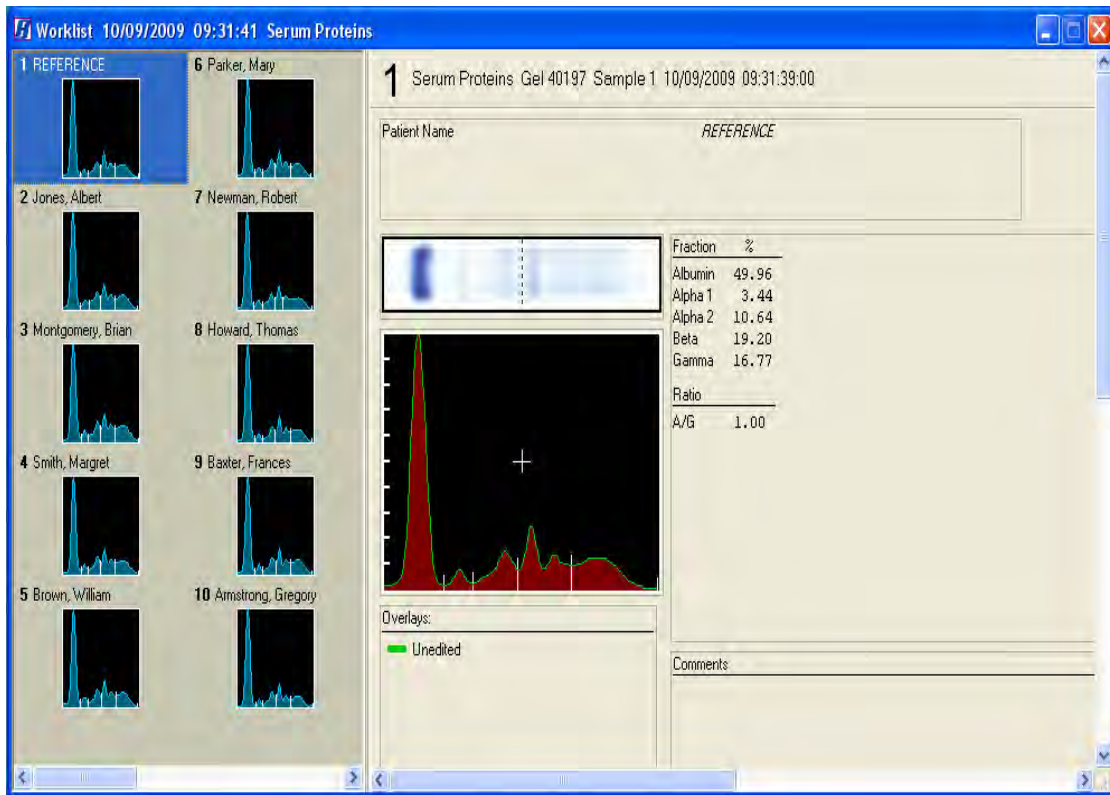 Worklist 10/09/2009 09:31:41 Serum Proteins
1 REFERENCE
6 Parker, Mary
2 Jones, Albert
7 Newman, Robert
3 Montgomery, Brian
8 Howard, Thomas
4 Smith, Margret
9 Baxter, Frances
5 Brown, William
10 Armstrong, Gregory
1 Serum Proteins Gel 40197 Sample 1 10/09/2009 09:31:39:00
Patient Name REFERENCE
Fraction %
Albumin 49.96
Alpha 1 3.44
Alpha 2 10.64
Beta 19.20
Gamma 16.77
Ratio
A/G 1.00
Overlays:
Unedited
Comments